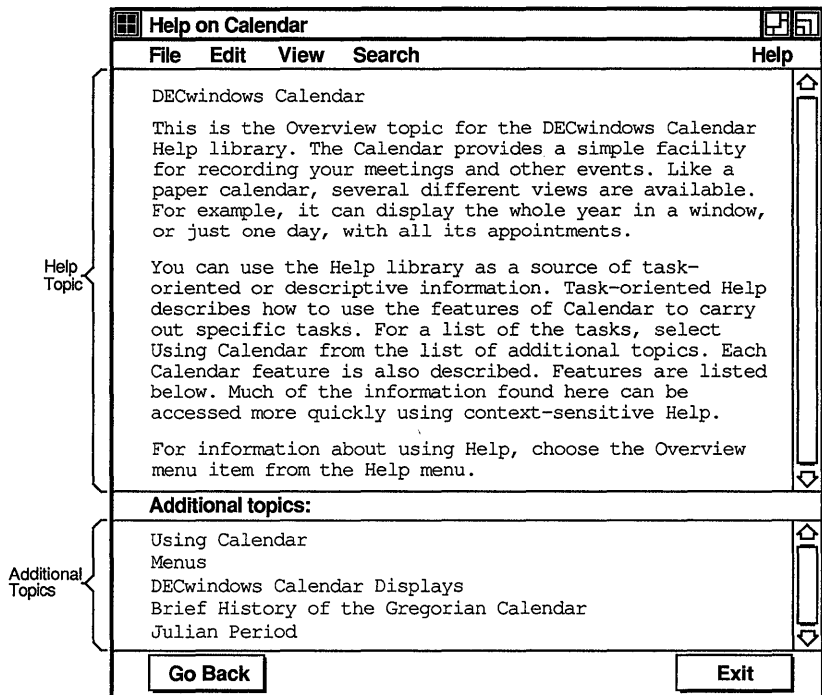 Help on Calendar
File Edit View Search Help
DECwindows Calendar
This is the Overview topic for the DECwindows Calendar
Help library. The Calendar provides a simple facility
for recording your meetings and other events. Like a
paper calendar, several different views are available.
For example, it can display the whole year in a window,
or just one day, with all its appointments.
Help
Topic
You can use the Help library as a source of task-
oriented or descriptive information. Task-oriented Help
describes how to use the features of Calendar to carry
out specific tasks. For a list of the tasks, select
Using Calendar from the list of additional topics. Each
Calendar feature is also described. Features are listed
below. Much of the information found here can be
accessed more quickly using context-sensitive Help.
For information about using Help, choose the Overview
menu item from the Help menu.
Additional topics:
Additional
Topics
Using Calendar
Menus
DECwindows Calendar Displays
Brief History of the Gregorian Calendar
Julian Period
Go Back Exit